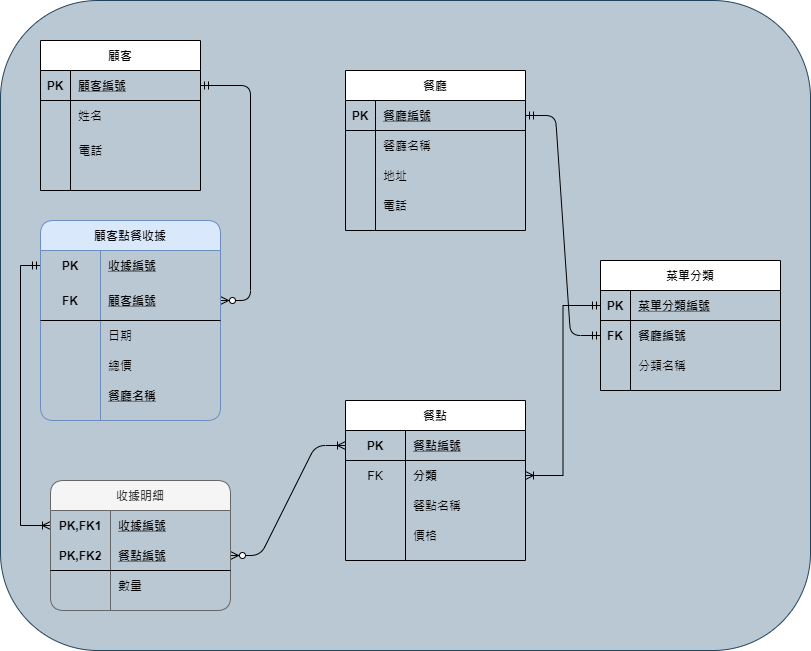 顧客
PK 顧客編號
姓名
電話
餐廳
PK 餐廳編號
餐廳名稱
地址
電話
顧客點餐收據
PK 收據編號
FK 顧客編號
日期
總價
餐廳名稱
菜單分類
PK 菜單分類編號
FK 餐廳編號
分類名稱
餐點
PK 餐點編號
FK 分類
餐點名稱
價格
收據明細
PK,FK1 收據編號
PK,FK2 餐點編號
數量